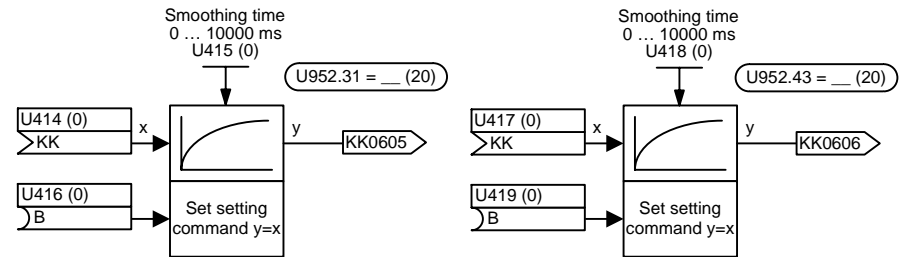 Smoothing time
0 … 10000 ms
U415 (0)
U952.31 = __ (20)
U414 (0)
KK
x
y
KK0605
U416 (0)
B
Set setting
command y=x
Smoothing time
0 … 10000 ms
U418 (0)
U952.43 = __ (20)
U417 (0)
KK
x
y
KK0606
U419 (0)
B
Set setting
command y=x